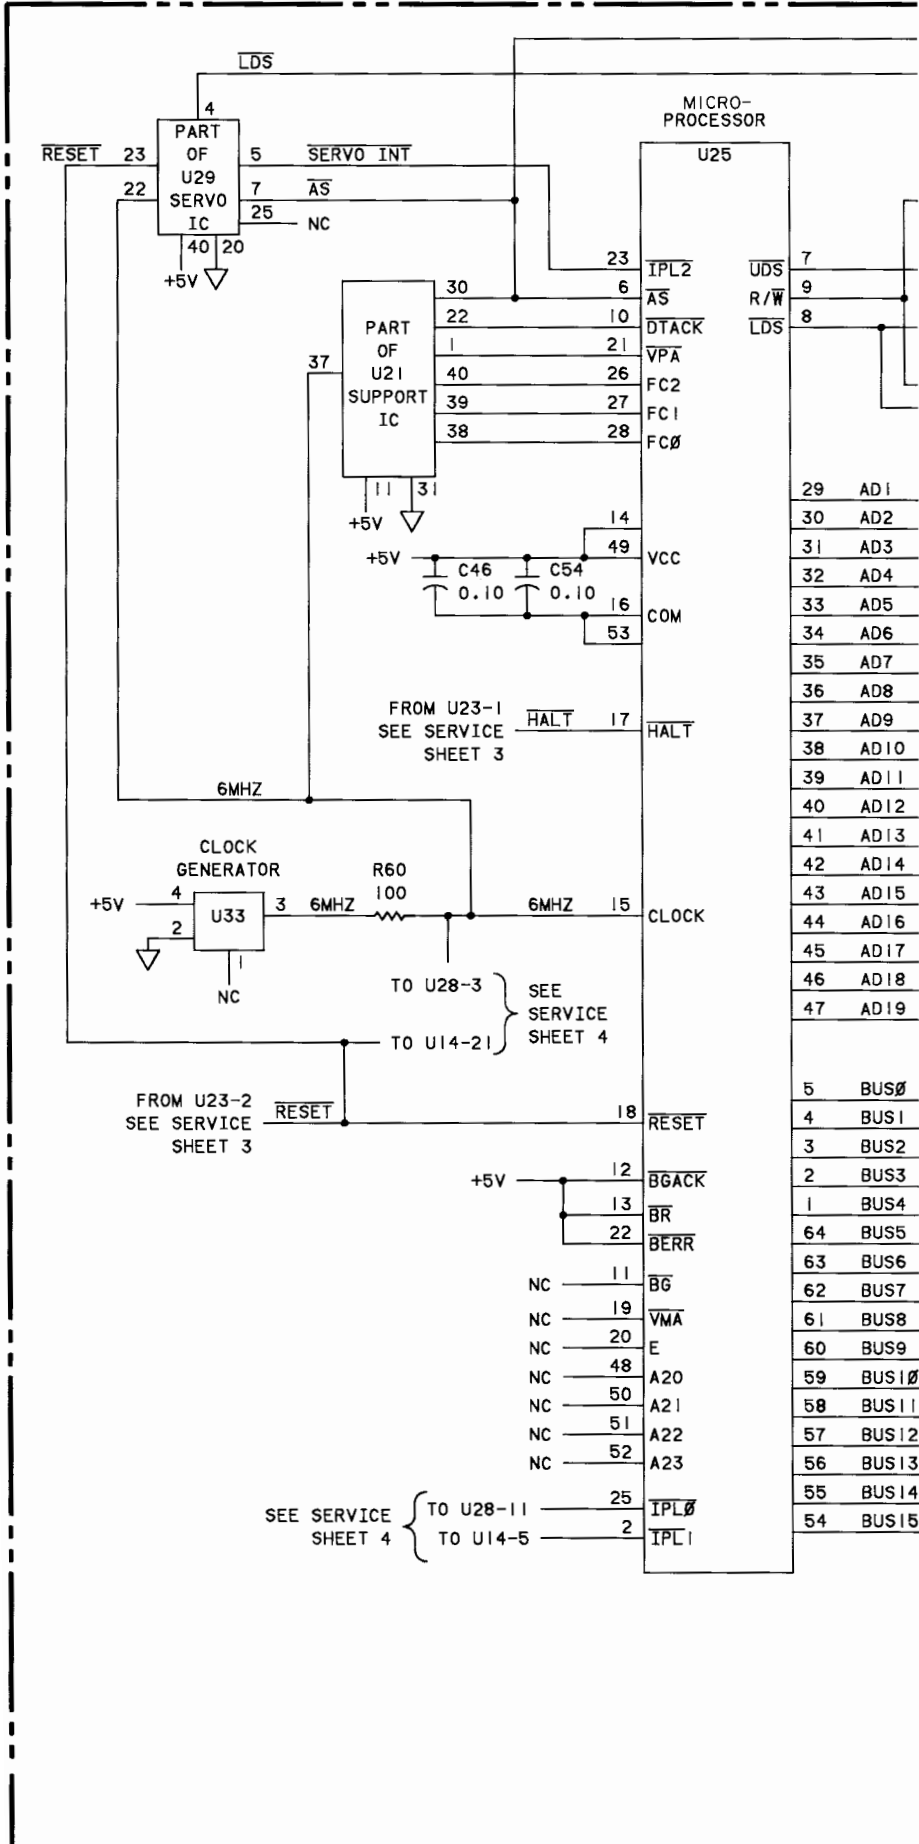 LDS
4
MICRO-
PROCESSOR
PART
OF
U29
SERVO
IC
RESET 23
22
5 SERVO INT
7 AS
25 NC
40 20
+5V
U25
23 IPL2
6 AS
10 DTACK
21 VPA
26 FC2
27 FC1
28 FCØ
UDS 7
R/W 9
LDS 8
30
22
1
40
39
38
37
PART
OF
U21
SUPPORT
IC
11 31
+5V
14
+5V
49 VCC
C46
0.10
C54
0.10
16 COM
53
29 AD1
30 AD2
31 AD3
32 AD4
33 AD5
34 AD6
35 AD7
36 AD8
37 AD9
38 AD10
39 AD11
40 AD12
41 AD13
42 AD14
43 AD15
44 AD16
45 AD17
46 AD18
47 AD19
FROM U23-1
SEE SERVICE
SHEET 3
HALT 17 HALT
6MHZ
CLOCK
GENERATOR
+5V 4
2
U33
1
NC
3 6MHZ
R60
100
6MHZ 15 CLOCK
TO U28-3
TO U14-21
SEE
SERVICE
SHEET 4
FROM U23-2
SEE SERVICE
SHEET 3
RESET
18 RESET
+5V
12 BGACK
13 BR
22 BERR
NC 11 BG
NC 19 VMA
NC 20 E
NC 48 A20
NC 50 A21
NC 51 A22
NC 52 A23
SEE SERVICE
SHEET 4
TO U28-11 25 IPLØ
TO U14-5 2 IPL1
5 BUSØ
4 BUS1
3 BUS2
2 BUS3
1 BUS4
64 BUS5
63 BUS6
62 BUS7
61 BUS8
60 BUS9
59 BUS1Ø
58 BUS11
57 BUS12
56 BUS13
55 BUS14
54 BUS15